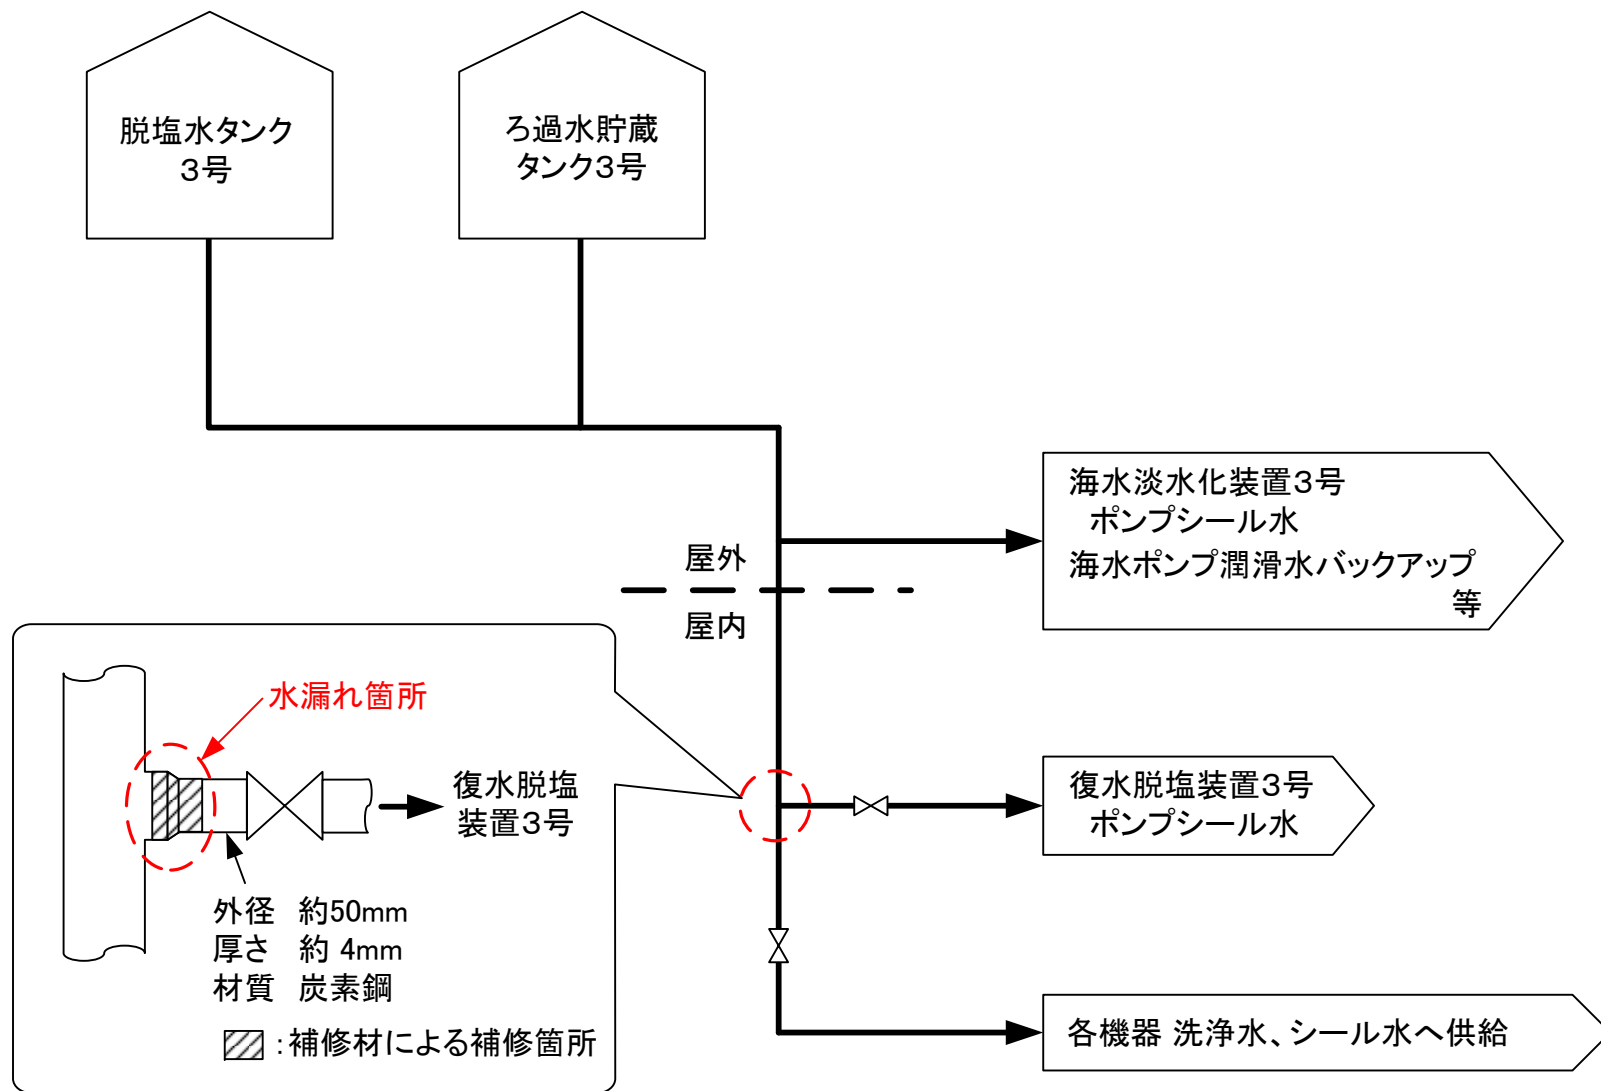 脱塩水タンク
３号
ろ過水貯蔵
タンク３号
海水淡水化装置３号
ポンプシール水
海水ポンプ潤滑水バックアップ
等
屋外
屋内
水漏れ箇所
復水脱塩
装置３号
復水脱塩装置３号
ポンプシール水
外径　約50mm
厚さ　約 4mm
材質　炭素鋼
：補修材による補修箇所
各機器 洗浄水、シール水へ供給